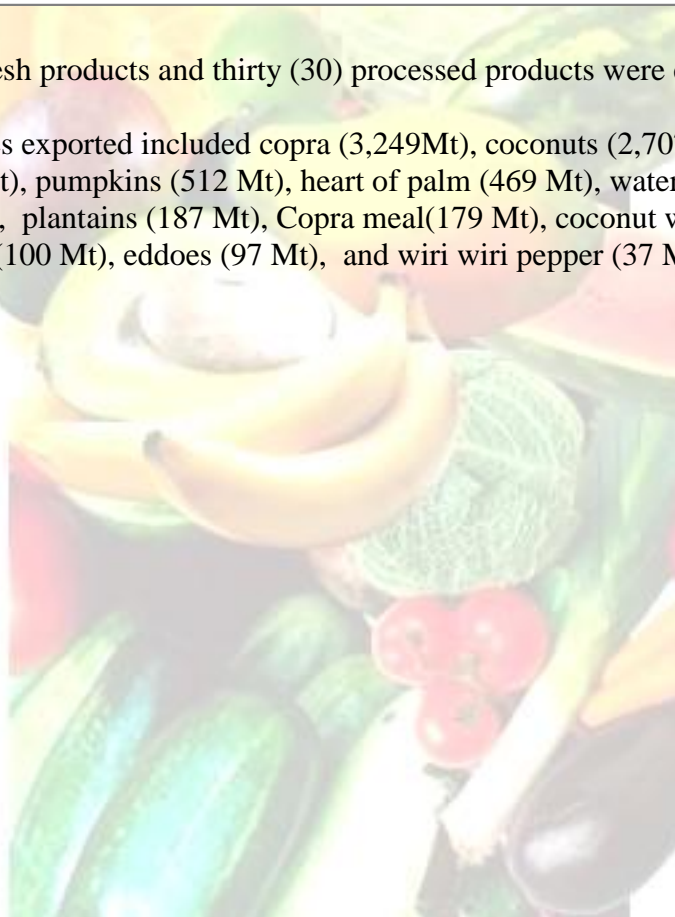 esh products and thirty (30) processed products were
s exported included copra (3,249Mt), coconuts (2,70
t), pumpkins (512 Mt), heart of palm (469 Mt), water
, plantains (187 Mt), Copra meal(179 Mt), coconut
(100 Mt), eddoes (97 Mt), and wiri wiri pepper (37 M